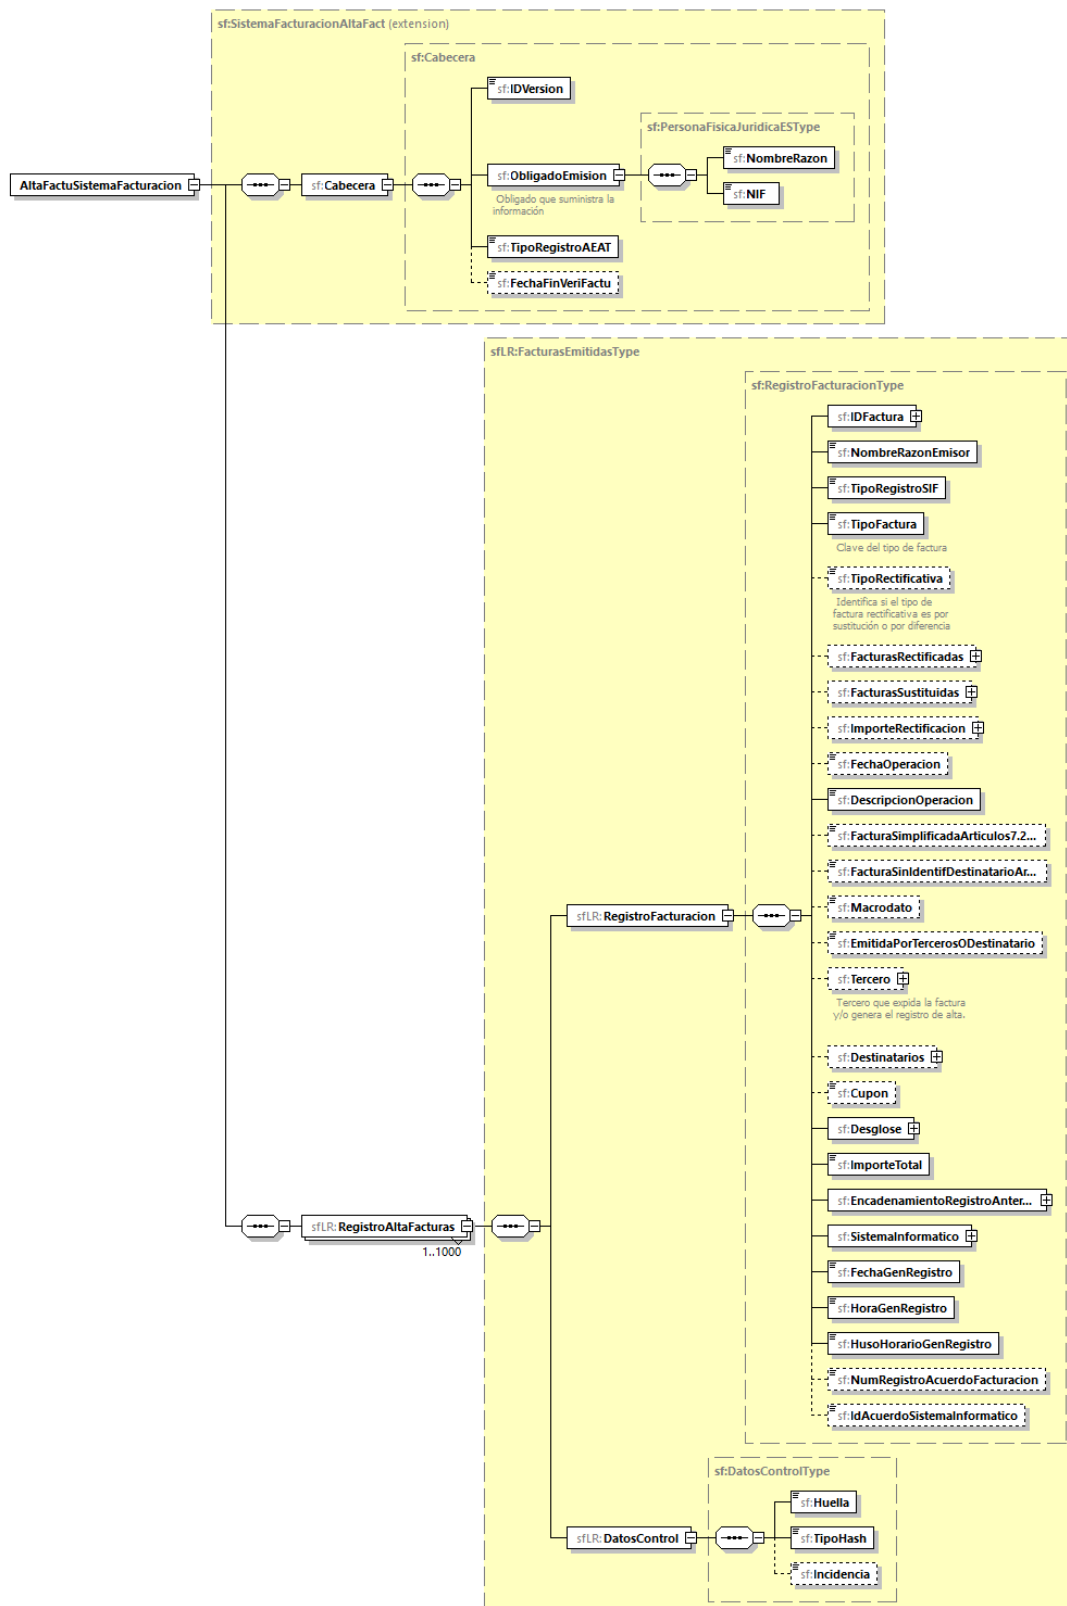 sf:SistemaFacturacionAltaFact (extension)
sf:Cabecera
sf:IDVersion
sf:PersonaFisicaJuridicaESType
sf:NombreRazon
AltaFactuSistemaFacturacion
sf:Cabecera
sf:ObligadoEmision
sf:NIF
Obligado que suministra la
información
sf:TipoRegistroAEAT
sf:FechaFinVeriFactu
sfLR:FacturasEmitidasType
sf:RegistroFacturacionType
sf:IDFactura
sf:NombreRazonEmisor
sf:TipoRegistroSIF
sf:TipoFactura
Clave del tipo de factura
sf:TipoRectificativa
Identifica si el tipo de
factura rectificativa es por
sustitución o por diferencia
sf:FacturasRectificadas
sf:FacturasSustituidas
sf:ImporteRectificacion
sf:FechaOperacion
sf:DescripcionOperacion
sf:FacturaSimplificadaArticulos7.2...
sf:FacturaSinIdentifDestinatarioAr...
sfLR:RegistroFacturacion
sf:Macrodato
sf:EmitidaPorTercerosODestinatario
sf:Tercero
Tercero que expida la factura
y/o genera el registro de alta.
sf:Destinatarios
sf:Cupon
sf:Desglose
sf:ImporteTotal
sf:EncadenamientoRegistroAnter...
sfLR:RegistroAltaFacturas
1..1000
sf:SistemaInformatico
sf:FechaGenRegistro
sf:HoraGenRegistro
sf:HusoHorarioGenRegistro
sf:NumRegistroAcuerdoFacturacion
sf:IdAcuerdoSistemaInformatico
sf:DatosControlType
sf:Huella
sfLR:DatosControl
sf:TipoHash
sf:Incidencia